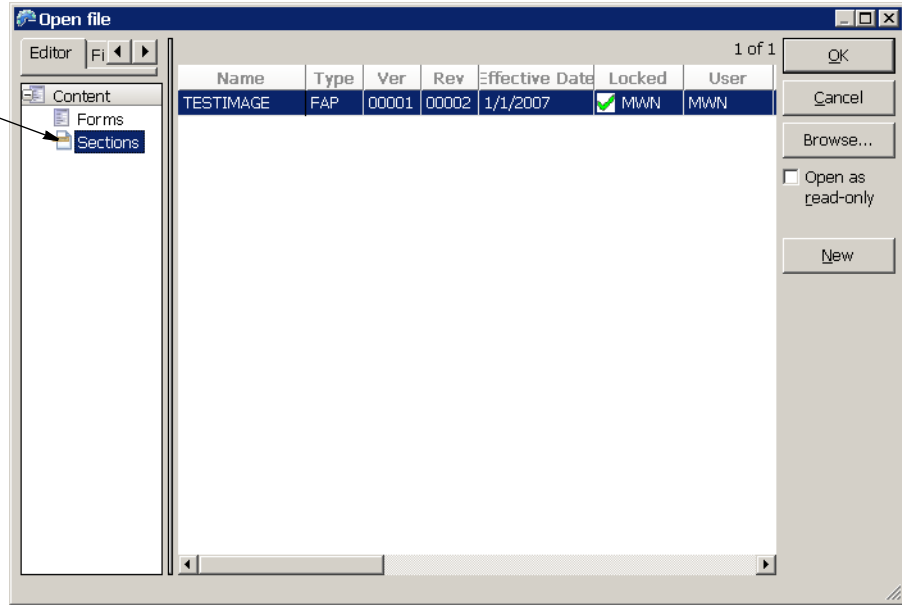 Open file
Editor Fi
1 of 1
Content
Forms
Sections
Name Type Ver Rev Effective Date Locked User
TESTIMAGE FAP 00001 00002 1/1/2007 MWN MWN
OK
Cancel
Browse...
Open as
read-only
New